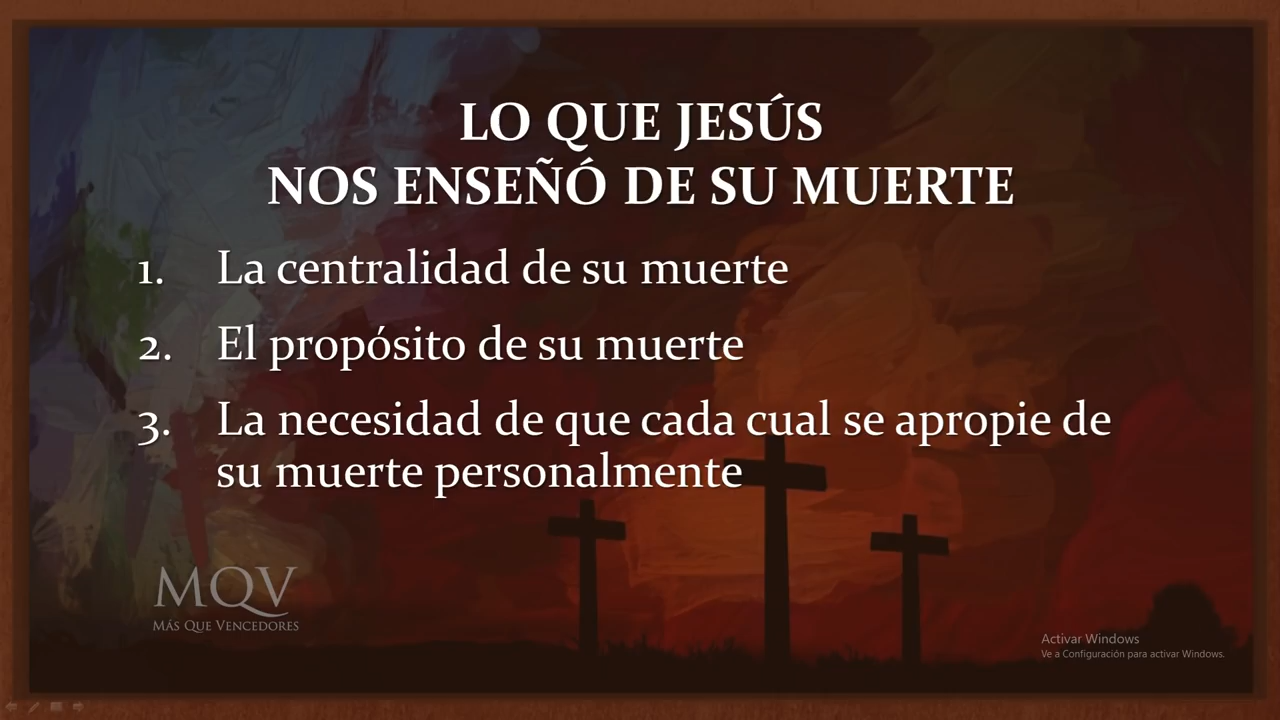 LO QUE JESÚS
NOS ENSEÑÓ DE SU MUERTE
1. La centralidad de su muerte
2. El propósito de su muerte
3. La necesidad de que cada cual se apropie de
su muerte personalmente
MQV
MÁS QUE VENCEDORES
Activar Windows
Ve a Configuración para activar Windows.